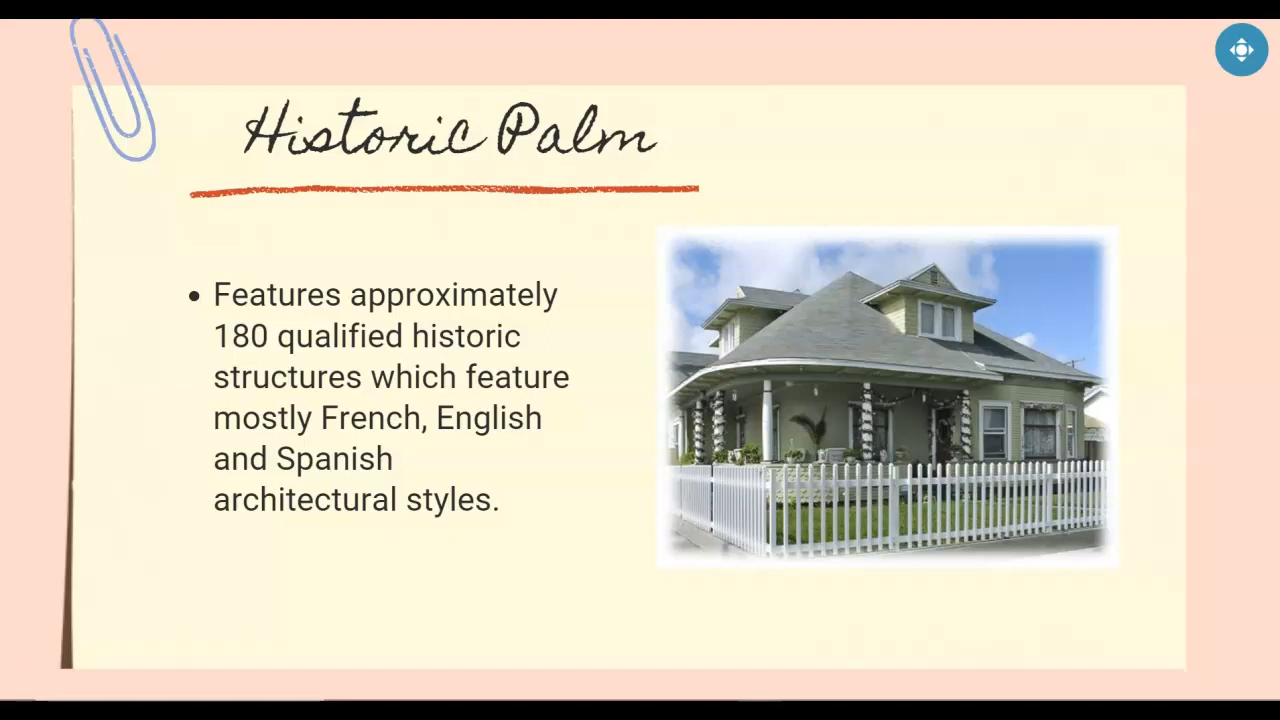 Historic Palm
• Features approximately
180 qualified historic
structures which feature
mostly French, English
and Spanish
architectural styles.